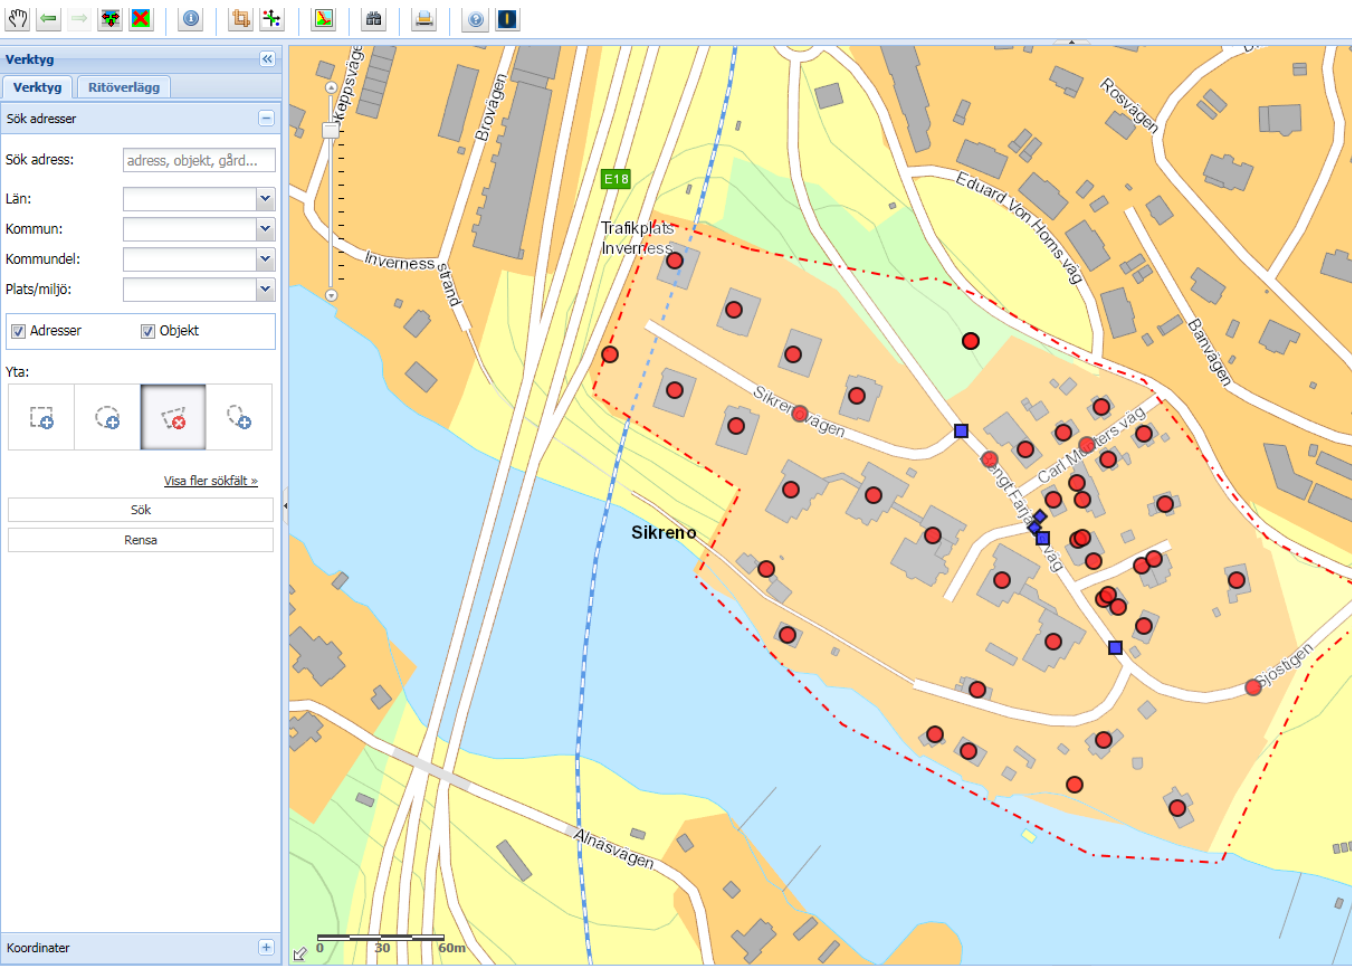 Verktyg
Verktyg
Ritöverlägg
Sök adresser
Sök adress:
adress, objekt, gård...
Län:
Kommun:
Kommundel:
Plats/miljö:
Adresser
Objekt
Yta:
Visa fler sökfält »
Sök
Rensa
Koordinater
Brovägen
Rosvägen
E18
Eduard Von Horns väg
Trafikplats
Inverness
Inverness strand
Banvägen
Sikrenovägen
Carl Munters väg
Sikreno
Sjöstigen
Alnäsvägen
0 30 60m